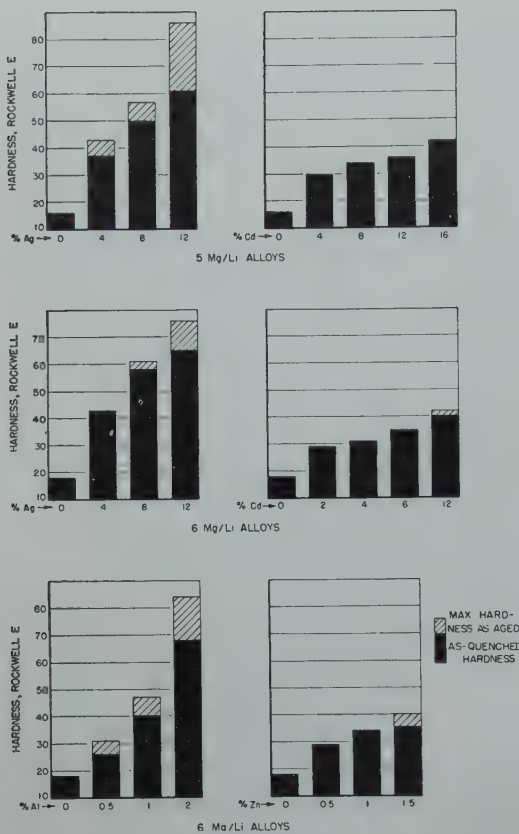 HARDNESS, ROCKWELL E
80
70
60
50
40
30
20
10
% Ag → 0 4 8 12
% Cd → 0 4 8 12 16
5 Mg/Li ALLOYS
HARDNESS, ROCKWELL E
60
50
40
30
20
10
% Ag → 0 4 8 12
% Cd → 0 2 4 6 12
6 Mg/Li ALLOYS
HARDNESS, ROCKWELL E
80
70
60
50
40
30
20
10
% Al → 0 0.5 1 2
% Zn → 0 0.5 1 1.5
MAX HARD-
NESS AS AGED
AS-QUENCHED
HARDNESS
6 Mg/Li ALLOYS